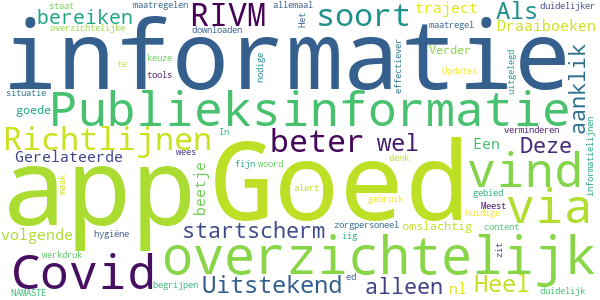 staat maatregelen RIVM allemaal Het soort traject Als duidelijker
bereiken maatregel Draaiboeken
overzichtelijke downloaden
informatie
te keuze nodige effectiever Verder uitgelegd aanklik
situatie tools Updates
goede Publieksinformatie
Richtlijnen In beter wel Een verminderen Deze informatielijnen
Gerelateerde wees beetje fijn woord denk vind
app Goed
maak alert gebruik gebied via
volgende startscherm zorgpersoneel omslachtig Meest huidige
hygiëne iig content
werkdruk overzichtelijk zit
Covid begrijpen Uitstekend ed alleen nl Heel duidelijk
NAMASTE